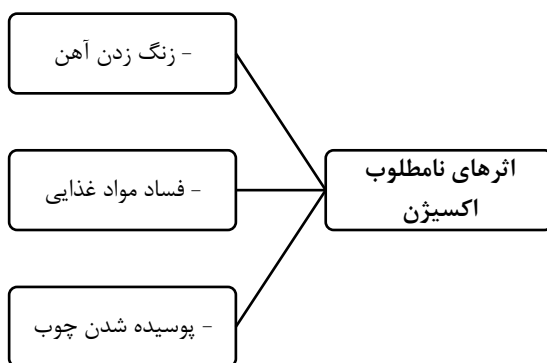 اثرهای نامطلوب
اکسیژن
- زنگ زدن آهن
- فساد مواد غذایی
- پوسیده شدن چوب